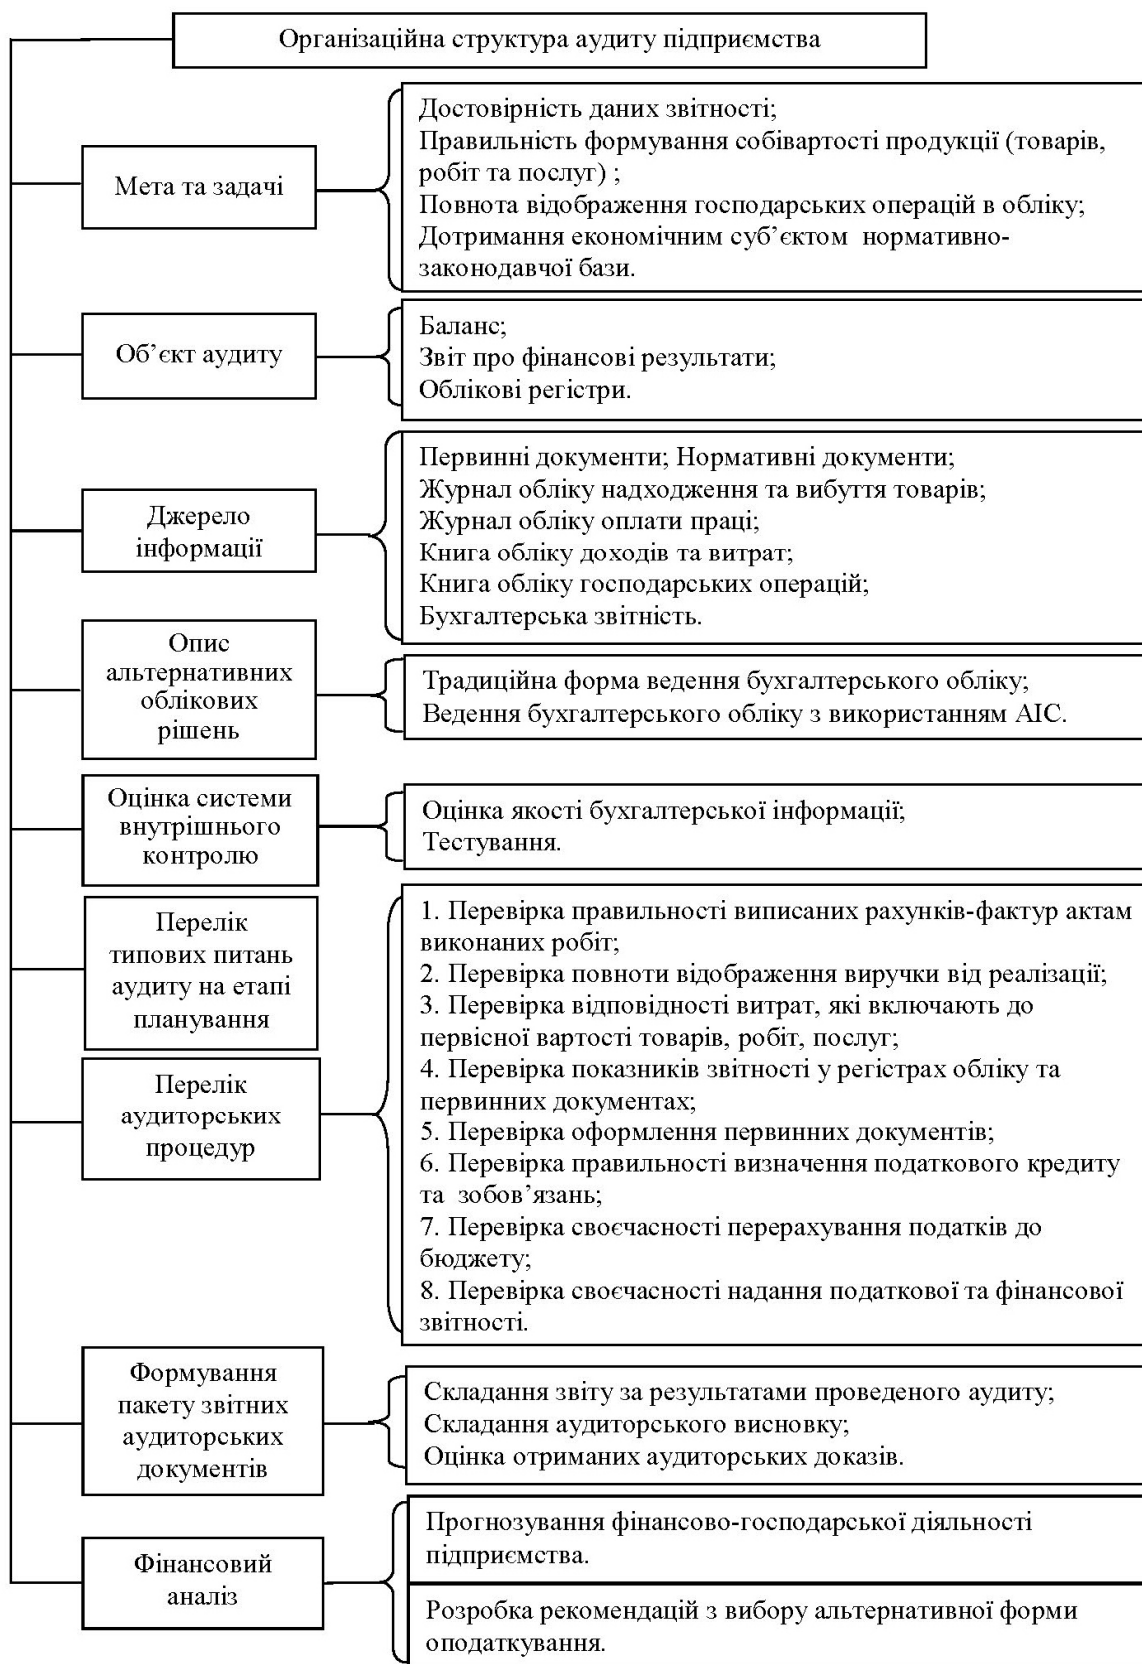 Організаційна структура аудиту підприємства
Мета та задачі
Достовірність даних звітності;
Правильність формування собівартості продукції (товарів,
робіт та послуг) ;
Повнота відображення господарських операцій в обліку;
Дотримання економічним суб’єктом нормативно-
законодавчої бази.
Об’єкт аудиту
Баланс;
Звіт про фінансові результати;
Облікові регістри.
Джерело
інформації
Первинні документи; Нормативні документи;
Журнал обліку надходження та вибуття товарів;
Журнал обліку оплати праці;
Книга обліку доходів та витрат;
Книга обліку господарських операцій;
Бухгалтерська звітність.
Опис
альтернативних
облікових
рішень
Традиційна форма ведення бухгалтерського обліку;
Ведення бухгалтерського обліку з використанням АІС.
Оцінка системи
внутрішнього
контролю
Оцінка якості бухгалтерської інформації;
Тестування.
Перелік
типових питань
аудиту на етапі
планування
Перелік
аудиторських
процедур
1. Перевірка правильності виписаних рахунків-фактур актам
виконаних робіт;
2. Перевірка повноти відображення виручки від реалізації;
3. Перевірка відповідності витрат, які включають до
первісної вартості товарів, робіт, послуг;
4. Перевірка показників звітності у регістрах обліку та
первинних документах;
5. Перевірка оформлення первинних документів;
6. Перевірка правильності визначення податкового кредиту
та зобов’язань;
7. Перевірка своєчасності перерахування податків до
бюджету;
8. Перевірка своєчасності надання податкової та фінансової
звітності.
Формування
пакету звітних
аудиторських
документів
Складання звіту за результатами проведеного аудиту;
Складання аудиторського висновку;
Оцінка отриманих аудиторських доказів.
Фінансовий
аналіз
Прогнозування фінансово-господарської діяльності
підприємства.
Розробка рекомендацій з вибору альтернативної форми
оподаткування.